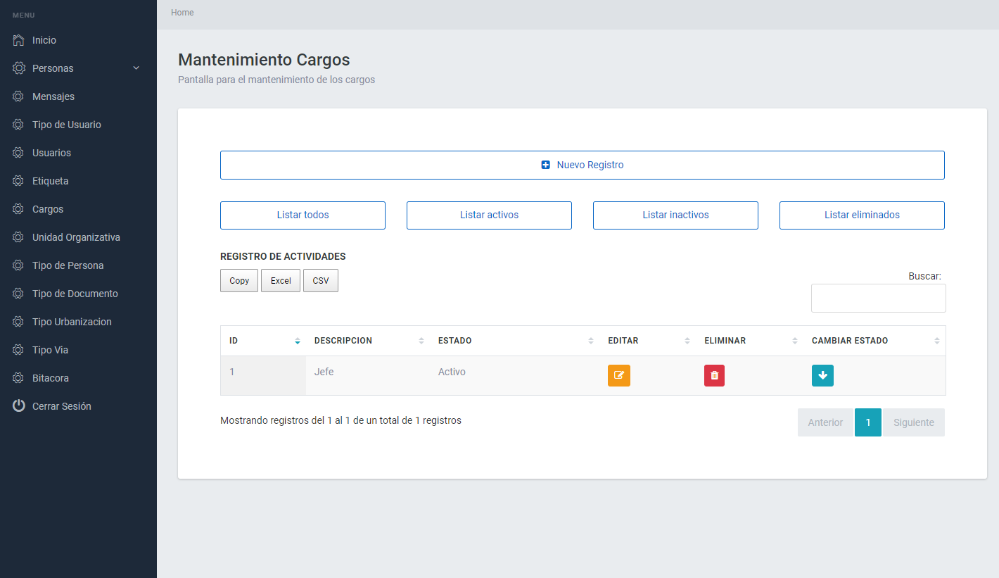 MENU
Inicio
Personas
Mensajes
Tipo de Usuario
Usuarios
Etiqueta
Cargos
Unidad Organizativa
Tipo de Persona
Tipo de Documento
Tipo Urbanizacion
Tipo Via
Bitacora
Cerrar Sesión
Home
Mantenimiento Cargos
Pantalla para el mantenimiento de los cargos
Nuevo Registro
Listar todos Listar activos Listar inactivos Listar eliminados
REGISTRO DE ACTIVIDADES
Copy Excel CSV
Buscar:
ID DESCRIPCION ESTADO EDITAR ELIMINAR CAMBIAR ESTADO
1 Jefe Activo
Mostrando registros del 1 al 1 de un total de 1 registros
Anterior 1 Siguiente